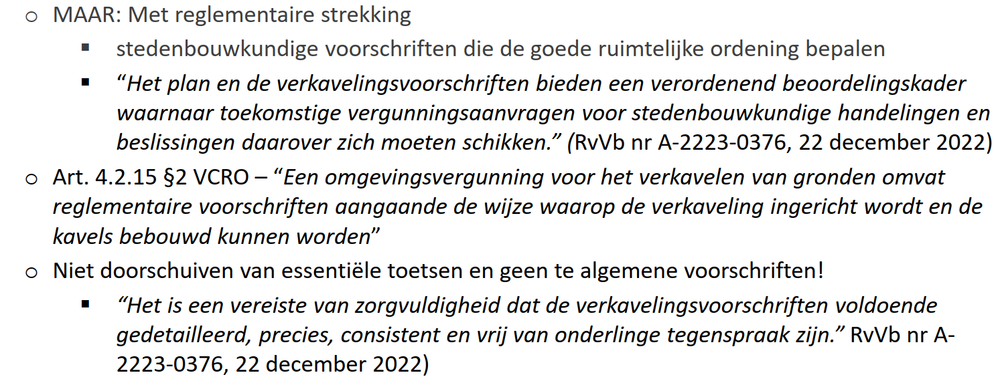 o MAAR: Met reglementaire strekking
▪ stedenbouwkundige voorschriften die de goede ruimtelijke ordening bepalen
▪ “Het plan en de verkavelingsvoorschriften bieden een verordenend beoordelingskader
waarnaar toekomstige vergunningsaanvragen voor stedenbouwkundige handelingen en
beslissingen daarover zich moeten schikken.” (RvVb nr A-2223-0376, 22 december 2022)
o Art. 4.2.15 §2 VCRO – “Een omgevingsvergunning voor het verkavelen van gronden omvat
reglementaire voorschriften aangaande de wijze waarop de verkaveling ingericht wordt en de
kavels bebouwd kunnen worden”
o Niet doorschuiven van essentiële toetsen en geen te algemene voorschriften!
▪ “Het is een vereiste van zorgvuldigheid dat de verkavelingsvoorschriften voldoende
gedetailleerd, precies, consistent en vrij van onderlinge tegenspraak zijn.” RvVb nr A-
2223-0376, 22 december 2022)